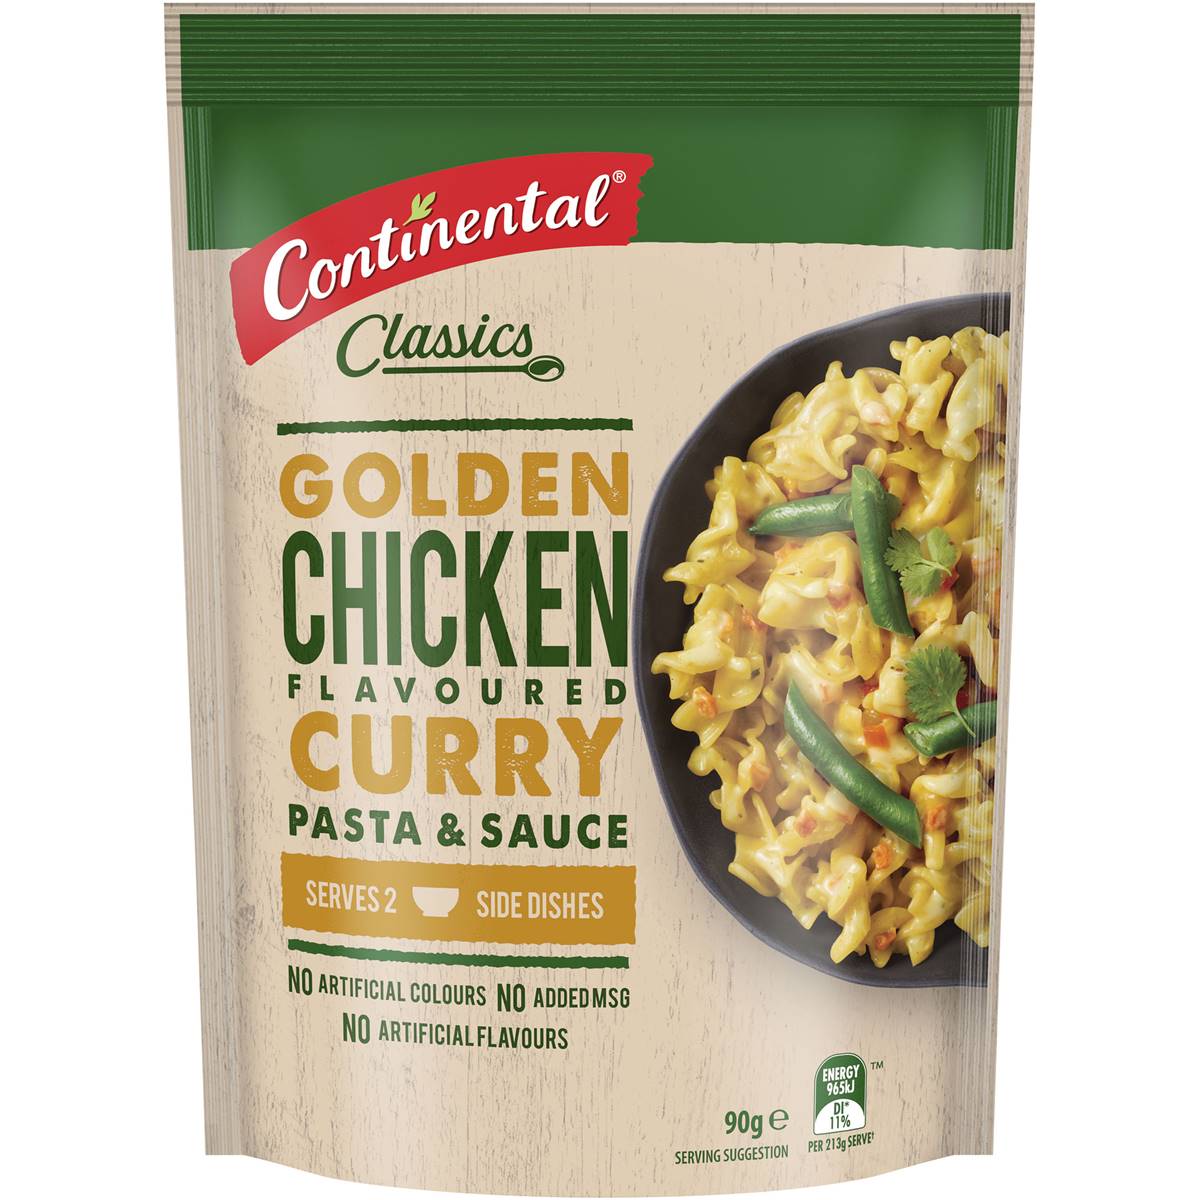 Continental®
Classics
GOLDEN
CHICKEN
FLAVOURED
CURRY
PASTA & SAUCE
SERVES 2 SIDE DISHES
NO ARTIFICIAL COLOURS NO ADDED MSG
NO ARTIFICIAL FLAVOURS
ENERGY
965kJ
DI*
11%
TM
PER 213g SERVE†
90g e
SERVING SUGGESTION